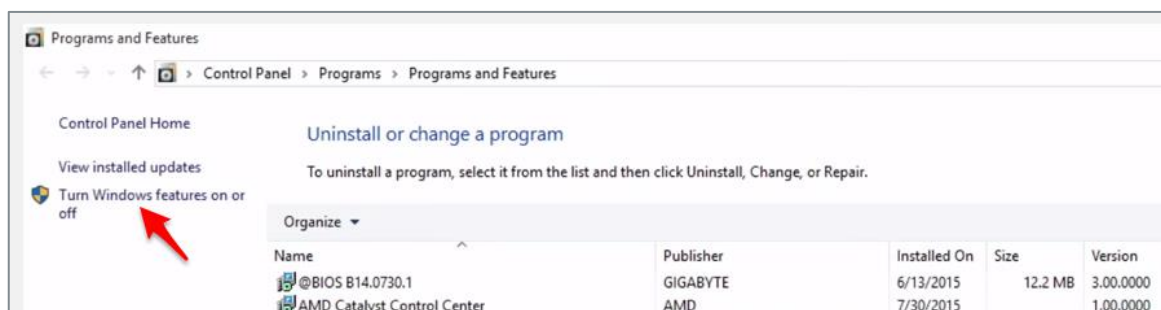 Programs and Features
Control Panel > Programs > Programs and Features
Control Panel Home
Uninstall or change a program
View installed updates
To uninstall a program, select it from the list and then click Uninstall, Change, or Repair.
Turn Windows features on or
off
Organize
Name Publisher Installed On Size Version
@BIOS B14.0730.1 GIGABYTE 6/13/2015 12.2 MB 3.00.0000
AMD Catalyst Control Center AMD 7/30/2015 1.00.0000